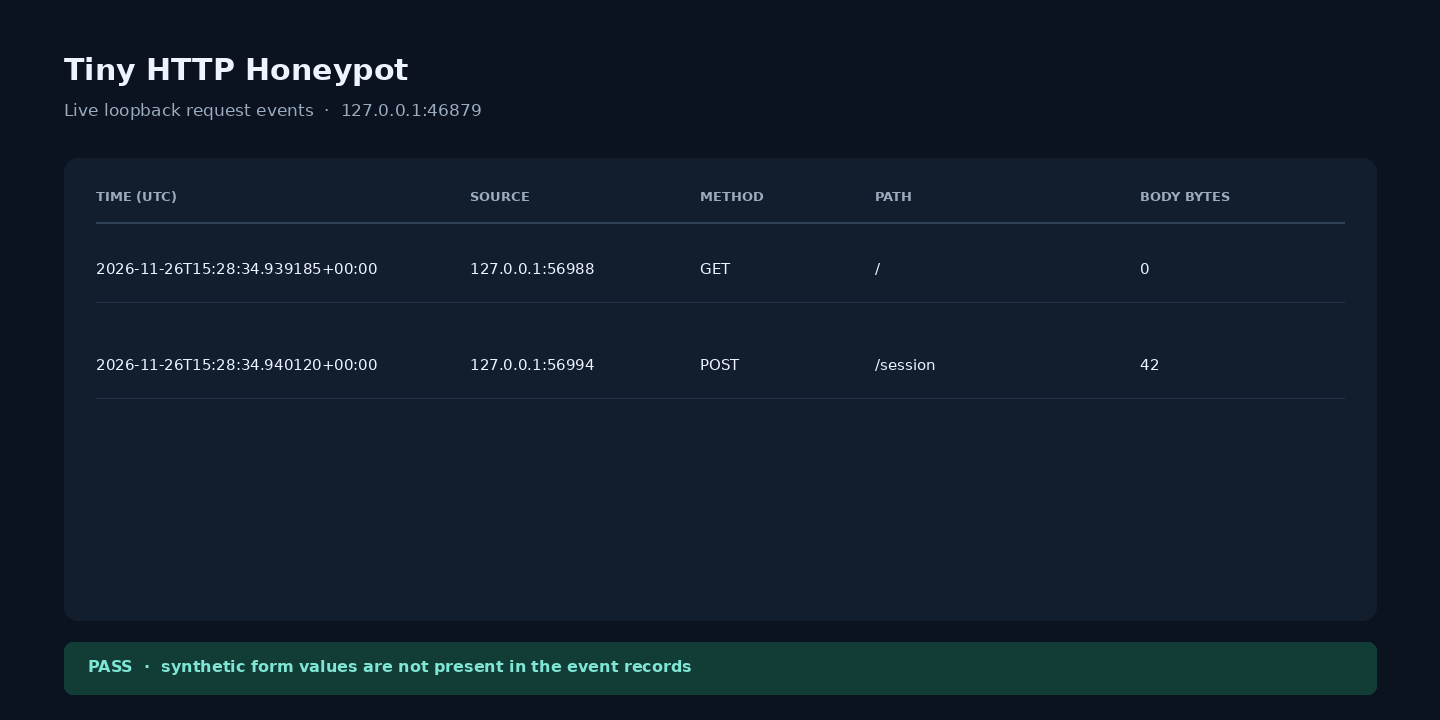 Tiny HTTP Honeypot
Live loopback request events · 127.0.0.1:46879
TIME (UTC) SOURCE METHOD PATH BODY BYTES
2026-11-26T15:28:34.939185+00:00 127.0.0.1:56988 GET / 0
2026-11-26T15:28:34.940120+00:00 127.0.0.1:56994 POST /session 42
PASS · synthetic form values are not present in the event records